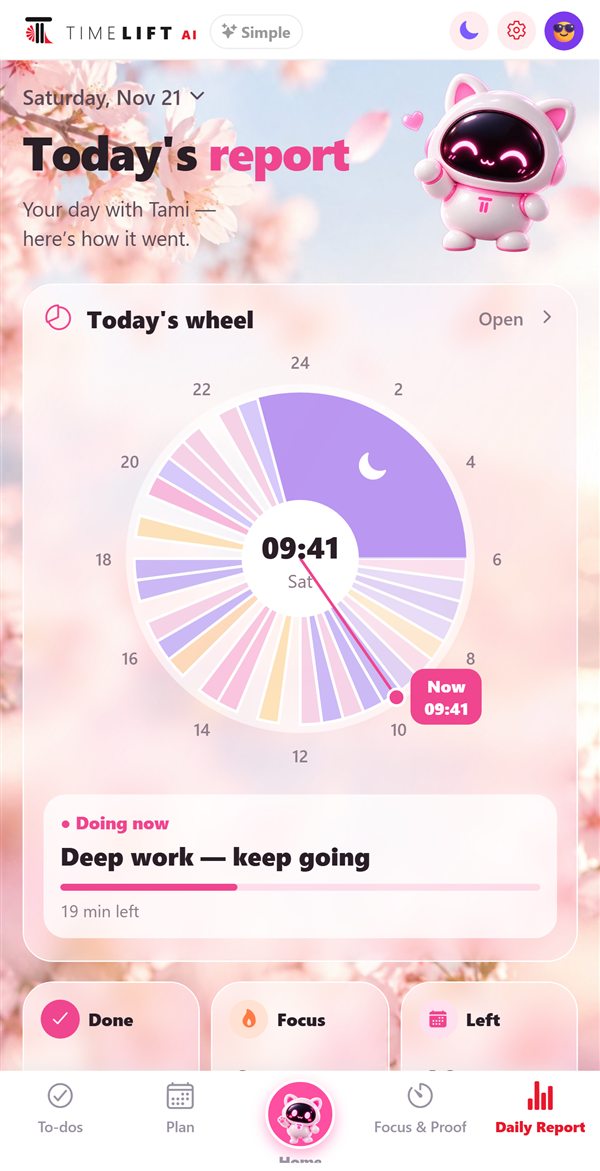 TIMELIFT AI
Simple
Saturday, Nov 21
Today's report
Your day with Tami —
here's how it went.
Today's wheel
Open
24
22
2
20
4
18
6
16
8
14
10
12
09:41
Sat
Now
09:41
Doing now
Deep work — keep going
19 min left
Done
Focus
Left
To-dos
Plan
Home
Focus & Proof
Daily Report